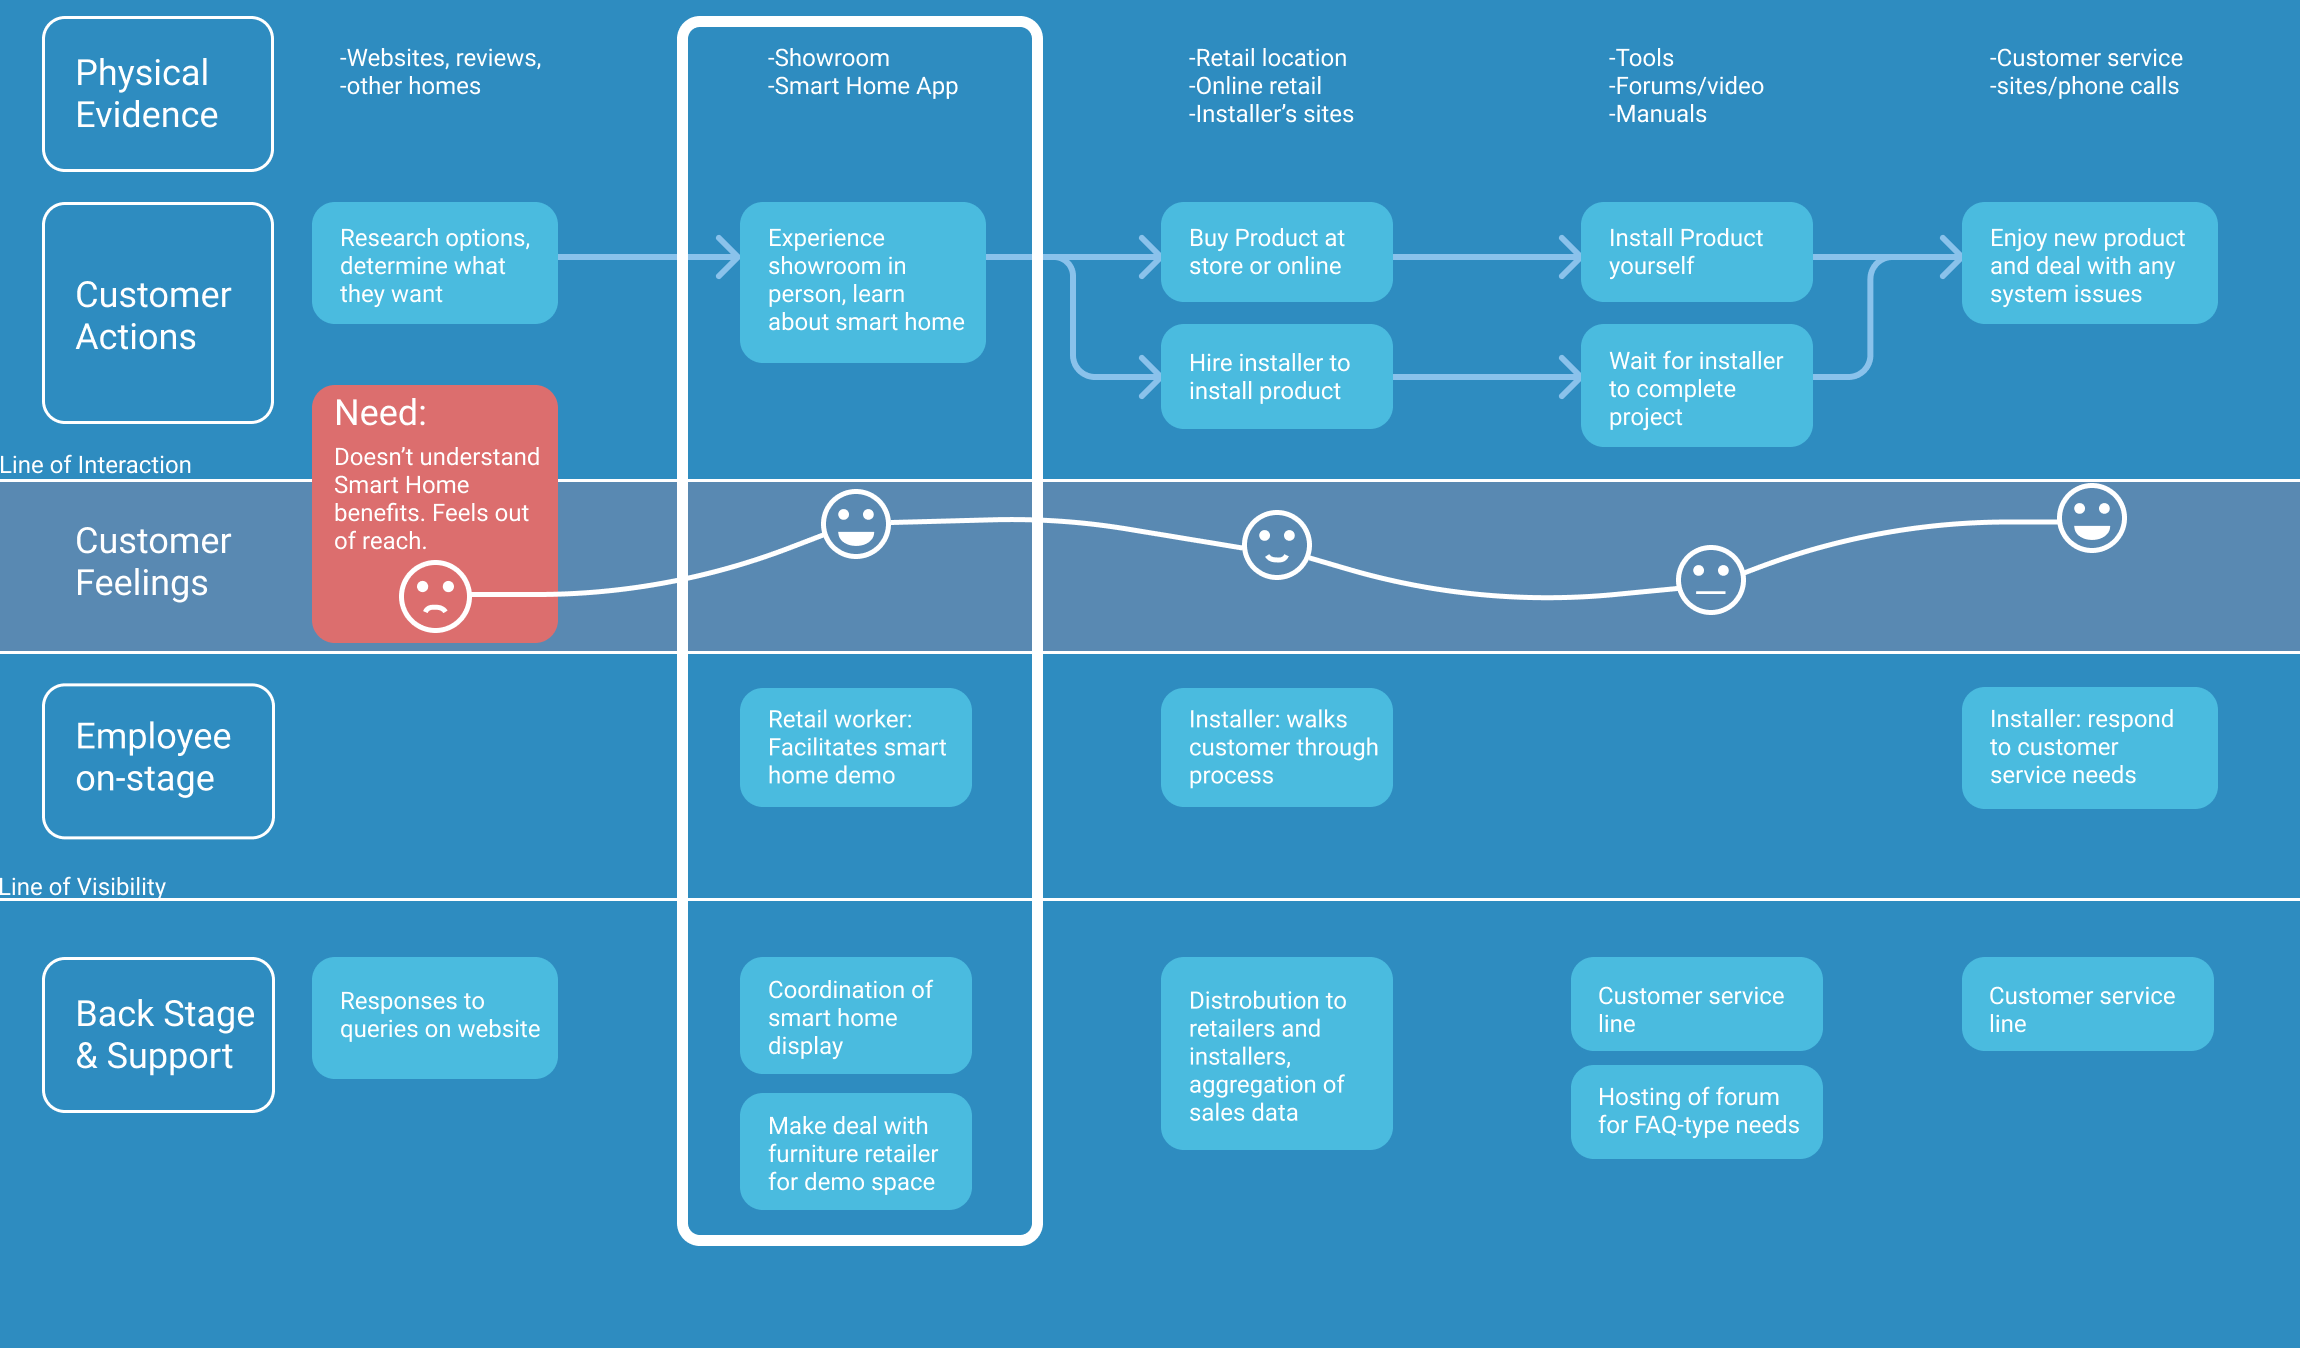 Physical
Evidence
-Websites, reviews,
-other homes
-Showroom
-Smart Home App
-Retail location
-Online retail
-Installer’s sites
-Tools
-Forums/video
-Manuals
-Customer service
-sites/phone calls
Customer
Actions
Research options,
determine what
they want
Experience
showroom in
person, learn
about smart home
Buy Product at
store or online
Install Product
yourself
Enjoy new product
and deal with any
system issues
Hire installer to
install product
Wait for installer
to complete
project
Line of Interaction
Need:
Doesn’t understand
Smart Home
benefits. Feels out
of reach.
Customer
Feelings
Employee
on-stage
Retail worker:
Facilitates smart
home demo
Installer: walks
customer through
process
Installer: respond
to customer
service needs
Line of Visibility
Back Stage
& Support
Responses to
queries on website
Coordination of
smart home
display
Make deal with
furniture retailer
for demo space
Distrobution to
retailers and
installers,
aggregation of
sales data
Customer service
line
Hosting of forum
for FAQ-type needs
Customer service
line